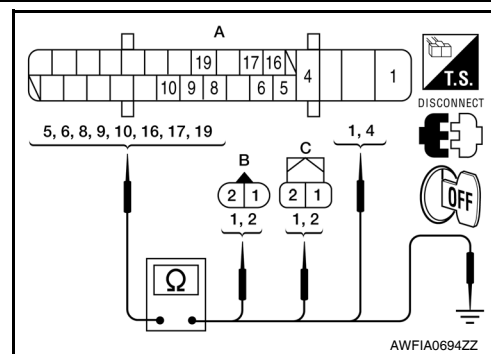 A
19 17 16
4 1
10 9 8 6 5
T.S.
DISCONNECT
5, 6, 8, 9, 10, 16, 17, 19
1, 4
B
C
2 1
2 1
1, 2
1, 2
OFF
Ω
AWFIA0694ZZ